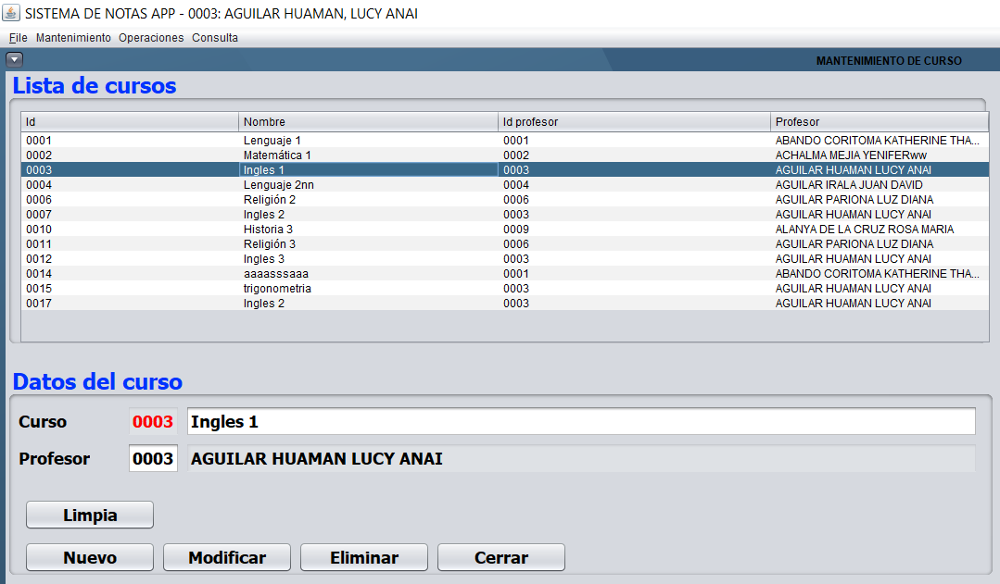 SISTEMA DE NOTAS APP - 0003: AGUILAR HUAMAN, LUCY ANAI
File Mantenimiento Operaciones Consulta
MANTENIMIENTO DE CURSO
Lista de cursos
Id Nombre Id profesor Profesor
0001 Lenguaje 1 0001 ABANDO CORITOMA KATHERINE THA...
0002 Matemática 1 0002 ACHALMA MEJIA YENIFERww
0003 Ingles 1 0003 AGUILAR HUAMAN LUCY ANAI
0004 Lenguaje 2nn 0004 AGUILAR IRALA JUAN DAVID
0006 Religión 2 0006 AGUILAR PARIONA LUZ DIANA
0007 Ingles 2 0003 AGUILAR HUAMAN LUCY ANAI
0010 Historia 3 0009 ALANYA DE LA CRUZ ROSA MARIA
0011 Religión 3 0006 AGUILAR PARIONA LUZ DIANA
0012 Ingles 3 0003 AGUILAR HUAMAN LUCY ANAI
0014 aaaasssaaa 0001 ABANDO CORITOMA KATHERINE THA...
0015 trigonometria 0003 AGUILAR HUAMAN LUCY ANAI
0017 Ingles 2 0003 AGUILAR HUAMAN LUCY ANAI
Datos del curso
Curso 0003 Ingles 1
Profesor 0003 AGUILAR HUAMAN LUCY ANAI
Limpia
Nuevo Modificar Eliminar Cerrar